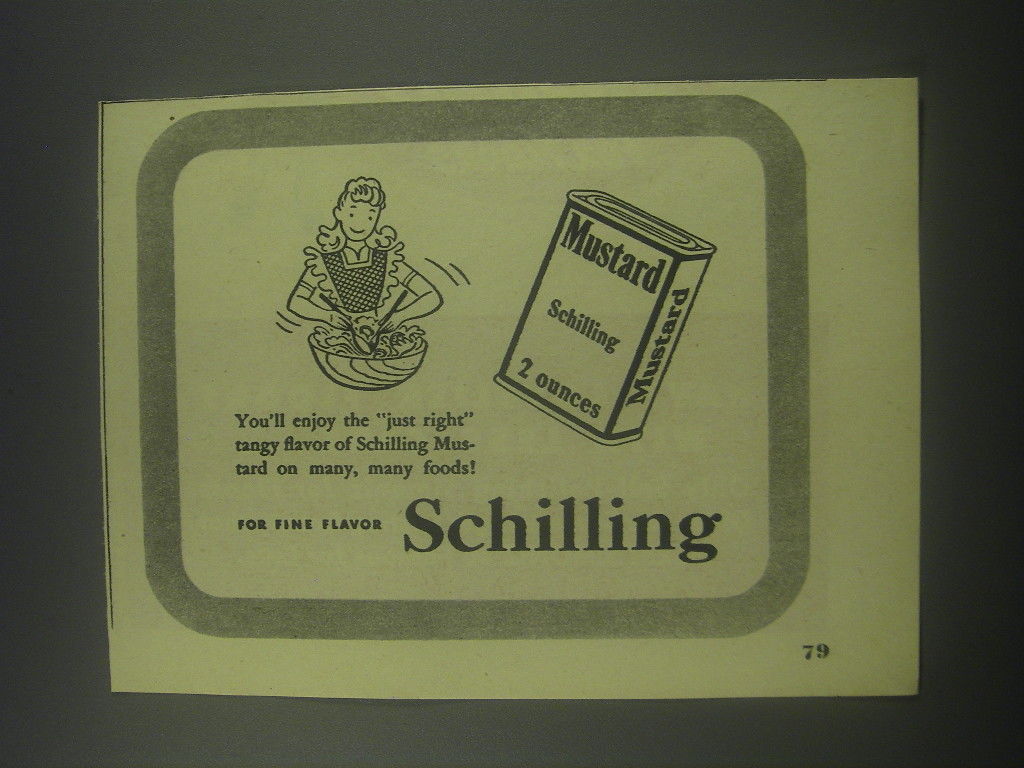 Mustard
Schilling
2 ounces
Mustard
You'll enjoy the "just right"
tangy flavor of Schilling Mus-
tard on many, many foods!
FOR FINE FLAVOR Schilling
79